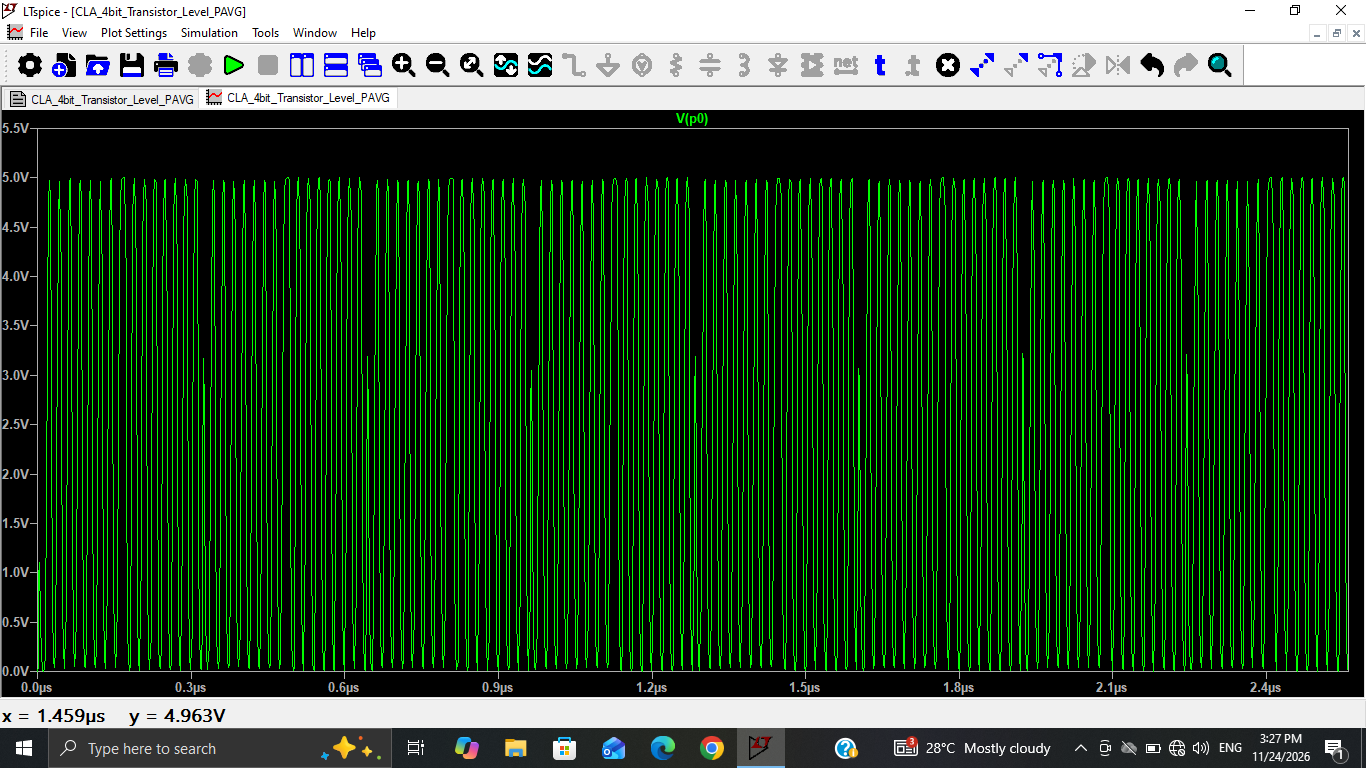 LTspice - [CLA_4bit_Transistor_Level_PAVG]
File View Plot Settings Simulation Tools Window Help
CLA_4bit_Transistor_Level_PAVG CLA_4bit_Transistor_Level_PAVG
V(p0)
5.5V
5.0V
4.5V
4.0V
3.5V
3.0V
2.5V
2.0V
1.5V
1.0V
0.5V
0.0V
0.0µs 0.3µs 0.6µs 0.9µs 1.2µs 1.5µs 1.8µs 2.1µs 2.4µs
x = 1.459µs y = 4.963V
Type here to search
3
28°C Mostly cloudy
ENG
3:27 PM
11/24/2026
1